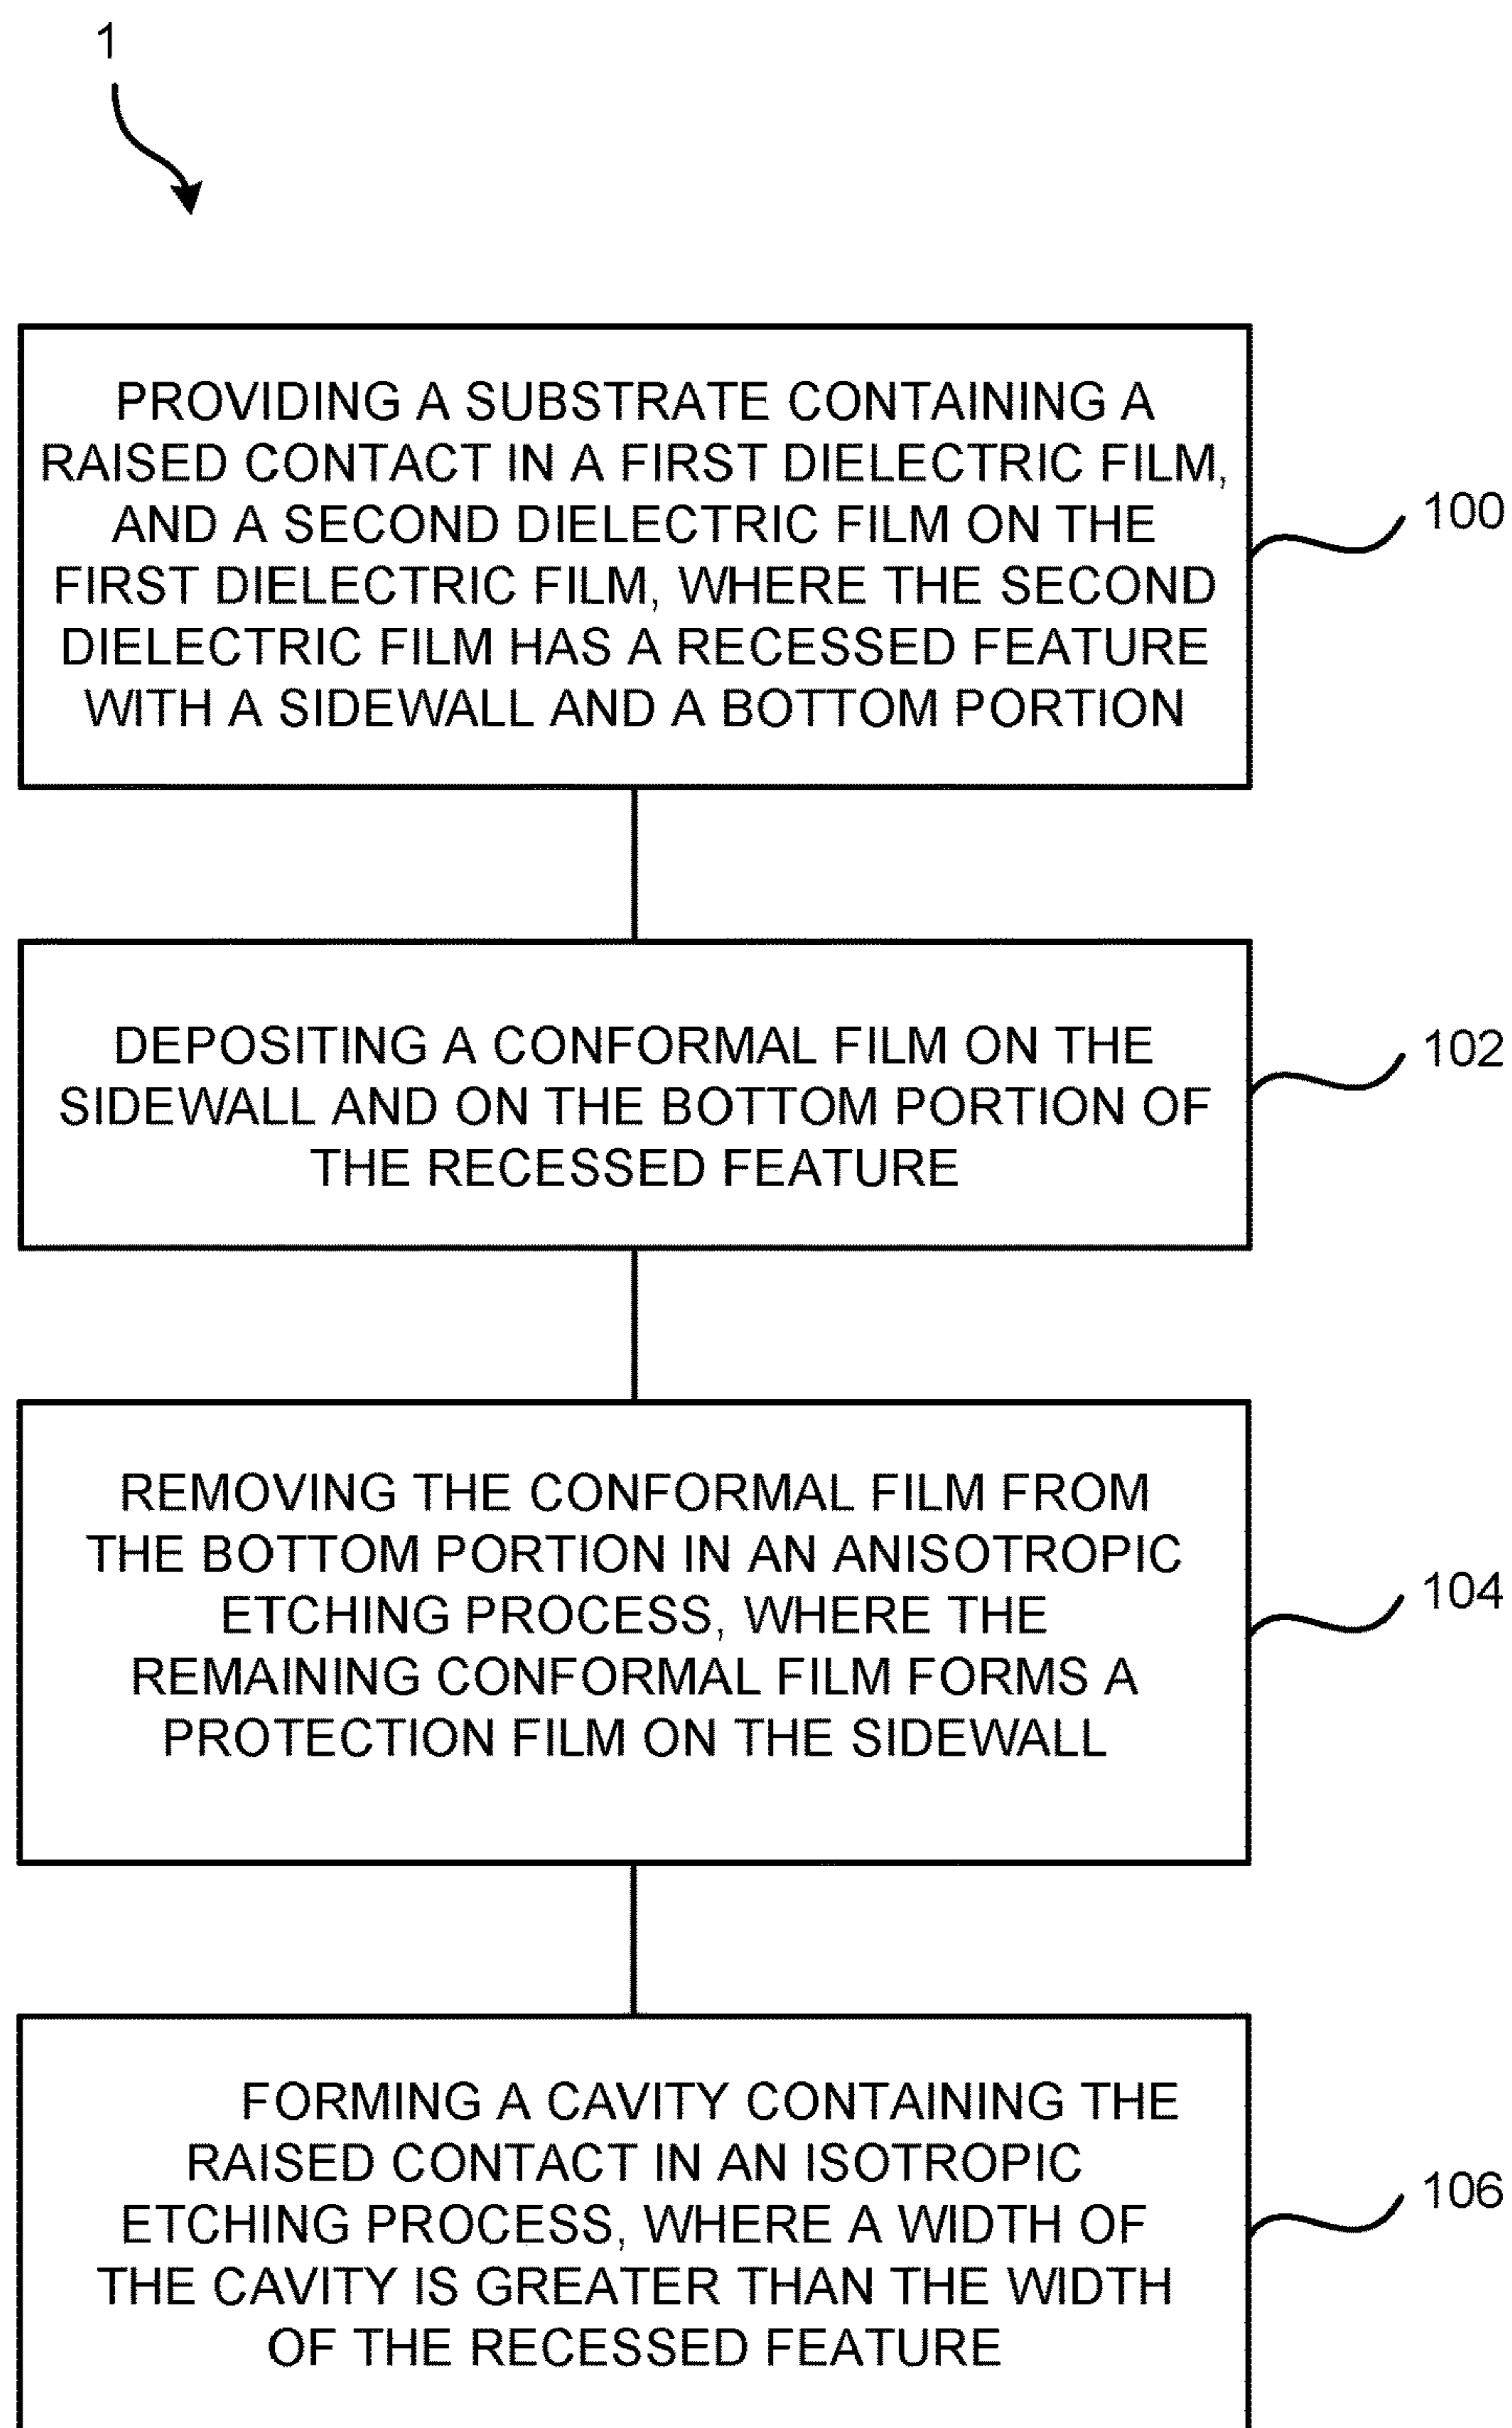 1
PROVIDING A SUBSTRATE CONTAINING A
RAISED CONTACT IN A FIRST DIELECTRIC FILM,
AND A SECOND DIELECTRIC FILM ON THE
FIRST DIELECTRIC FILM, WHERE THE SECOND
DIELECTRIC FILM HAS A RECESSED FEATURE
WITH A SIDEWALL AND A BOTTOM PORTION
100
DEPOSITING A CONFORMAL FILM ON THE
SIDEWALL AND ON THE BOTTOM PORTION OF
THE RECESSED FEATURE
102
REMOVING THE CONFORMAL FILM FROM
THE BOTTOM PORTION IN AN ANISOTROPIC
ETCHING PROCESS, WHERE THE
REMAINING CONFORMAL FILM FORMS A
PROTECTION FILM ON THE SIDEWALL
104
FORMING A CAVITY CONTAINING THE
RAISED CONTACT IN AN ISOTROPIC
ETCHING PROCESS, WHERE A WIDTH OF
THE CAVITY IS GREATER THAN THE WIDTH
OF THE RECESSED FEATURE
106